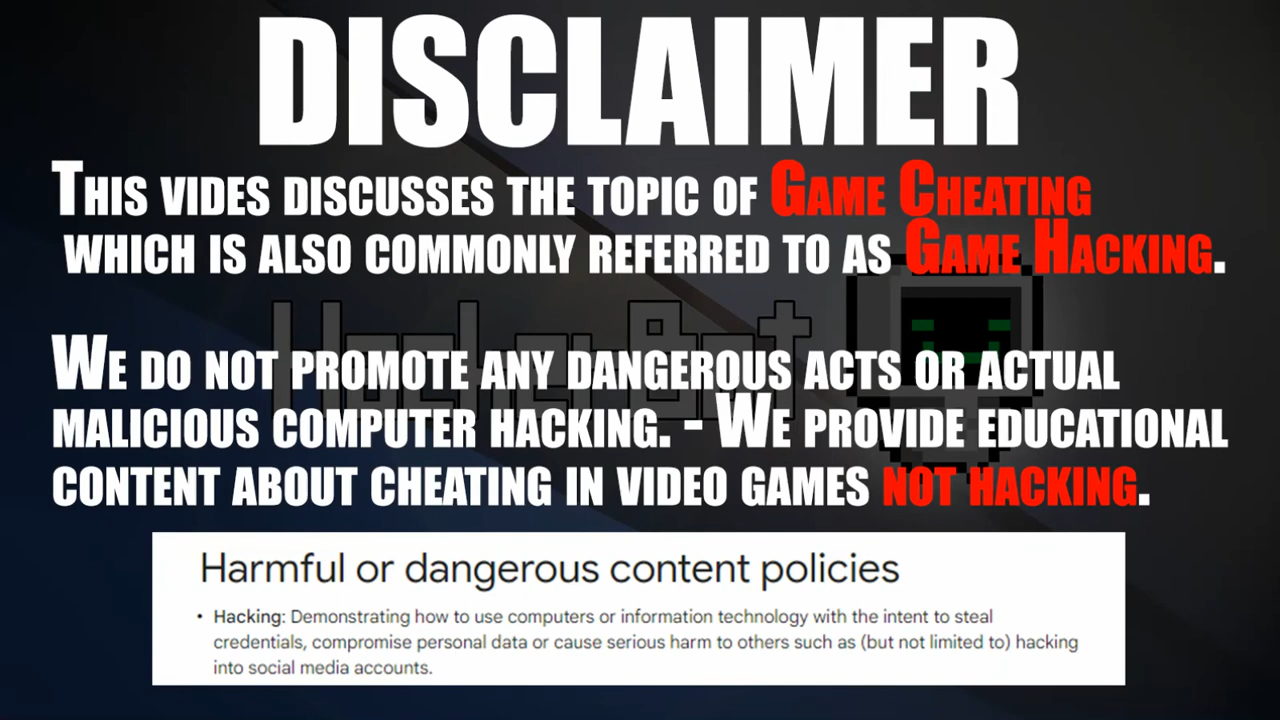 DISCLAIMER
THIS VIDES DISCUSSES THE TOPIC OF GAME CHEATING
WHICH IS ALSO COMMONLY REFERRED TO AS GAME HACKING.
Hacker Bot
WE DO NOT PROMOTE ANY DANGEROUS ACTS OR ACTUAL
MALICIOUS COMPUTER HACKING. - WE PROVIDE EDUCATIONAL
CONTENT ABOUT CHEATING IN VIDEO GAMES NOT HACKING.
Harmful or dangerous content policies
• Hacking: Demonstrating how to use computers or information technology with the intent to steal
credentials, compromise personal data or cause serious harm to others such as (but not limited to) hacking
into social media accounts.